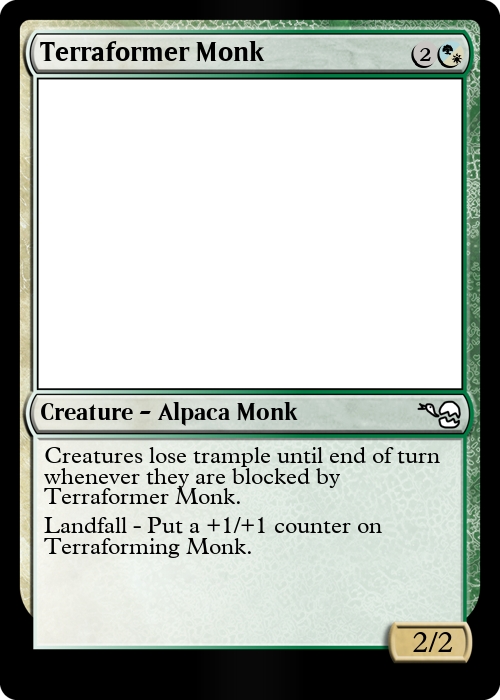 Terraformer Monk 2
Creature – Alpaca Monk
Creatures lose trample until end of turn
whenever they are blocked by
Terraformer Monk.
Landfall - Put a +1/+1 counter on
Terraforming Monk.
2/2